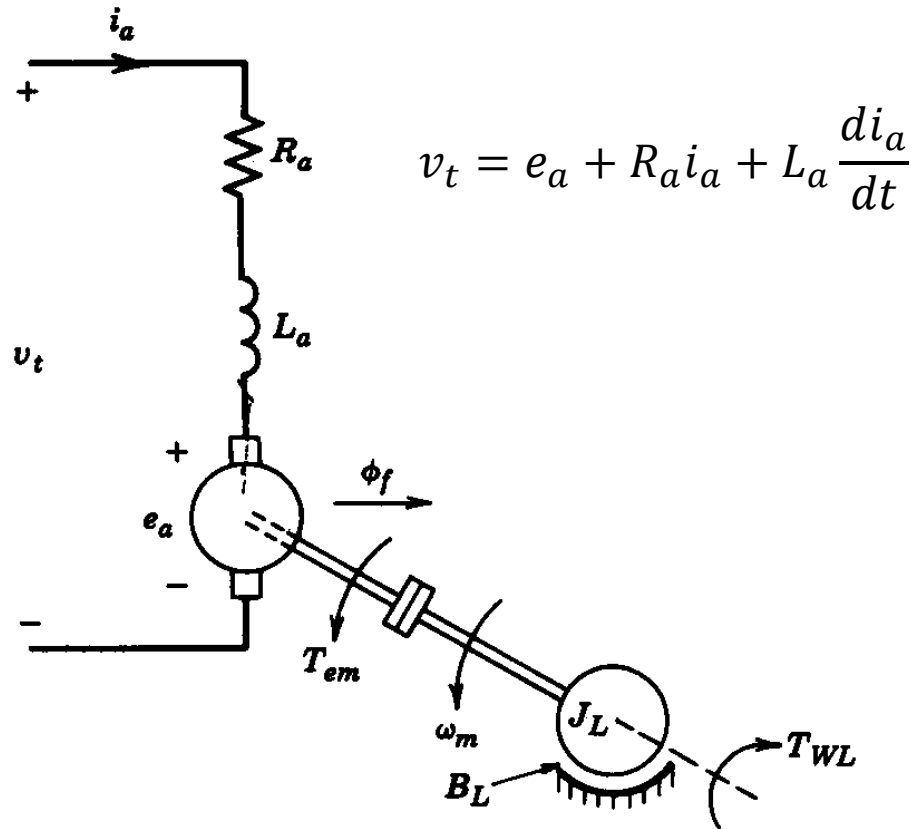 i_a
+
R_a
v_t = e_a + R_a i_a + L_a di_a/dt
L_a
v_t
+
ϕ_f
e_a
−
−
T_em
ω_m
J_L
T_WL
B_L